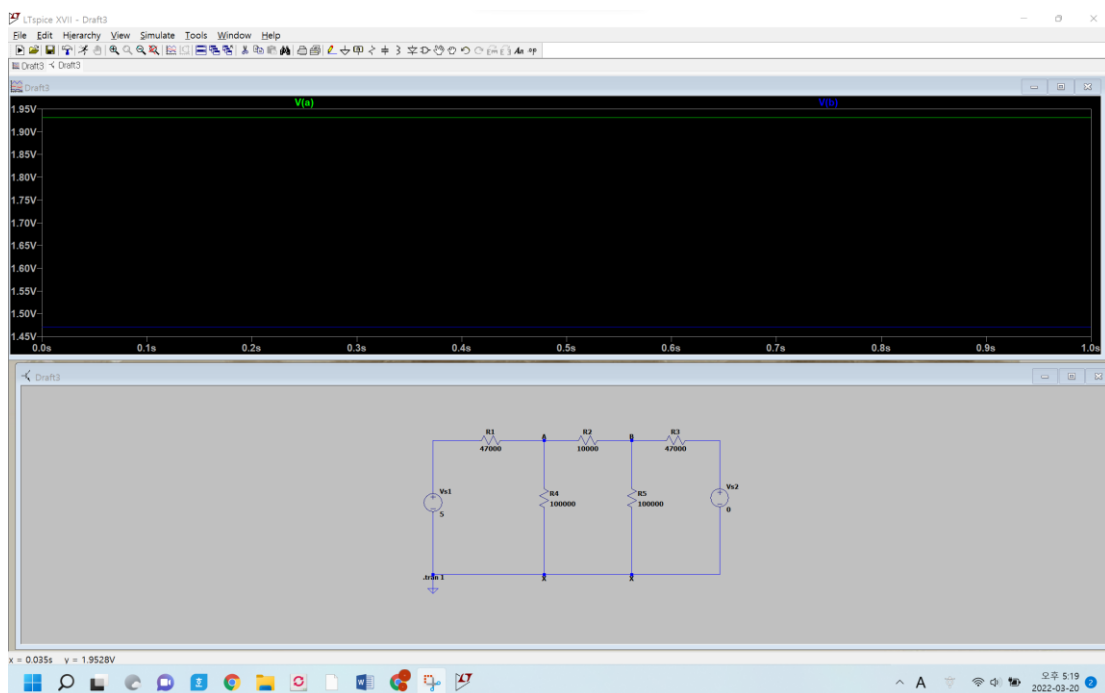 LTspice XVII - Draft3
File Edit Hierarchy View Simulate Tools Window Help
Draft3 Draft3
Draft3
V(a) V(b)
1.95V
1.90V
1.85V
1.80V
1.75V
1.70V
1.65V
1.60V
1.55V
1.50V
1.45V
0.0s 0.1s 0.2s 0.3s 0.4s 0.5s 0.6s 0.7s 0.8s 0.9s 1.0s
Draft3
R1 R2 R3
47000 10000 47000
Vs1 R4 R5 Vs2
5 100000 100000 0
.tran 1
x = 0.035s y = 1.9528V
A 오후 5:19
2022-03-20 2